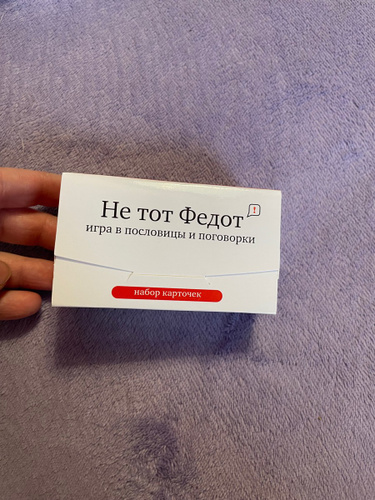 Не тот Федот !
игра в пословицы и поговорки
набор карточек